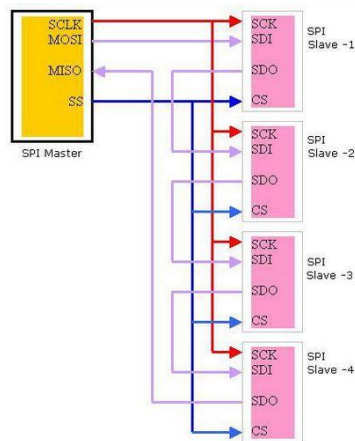 SCLK
MOSI
MISO
SS
SPI Master
SCK
SDI
SDO
CS
SPI
Slave -1
SCK
SDI
SDO
CS
SPI
Slave -2
SCK
SDI
SDO
CS
SPI
Slave -3
SCK
SDI
SDO
CS
SPI
Slave -4